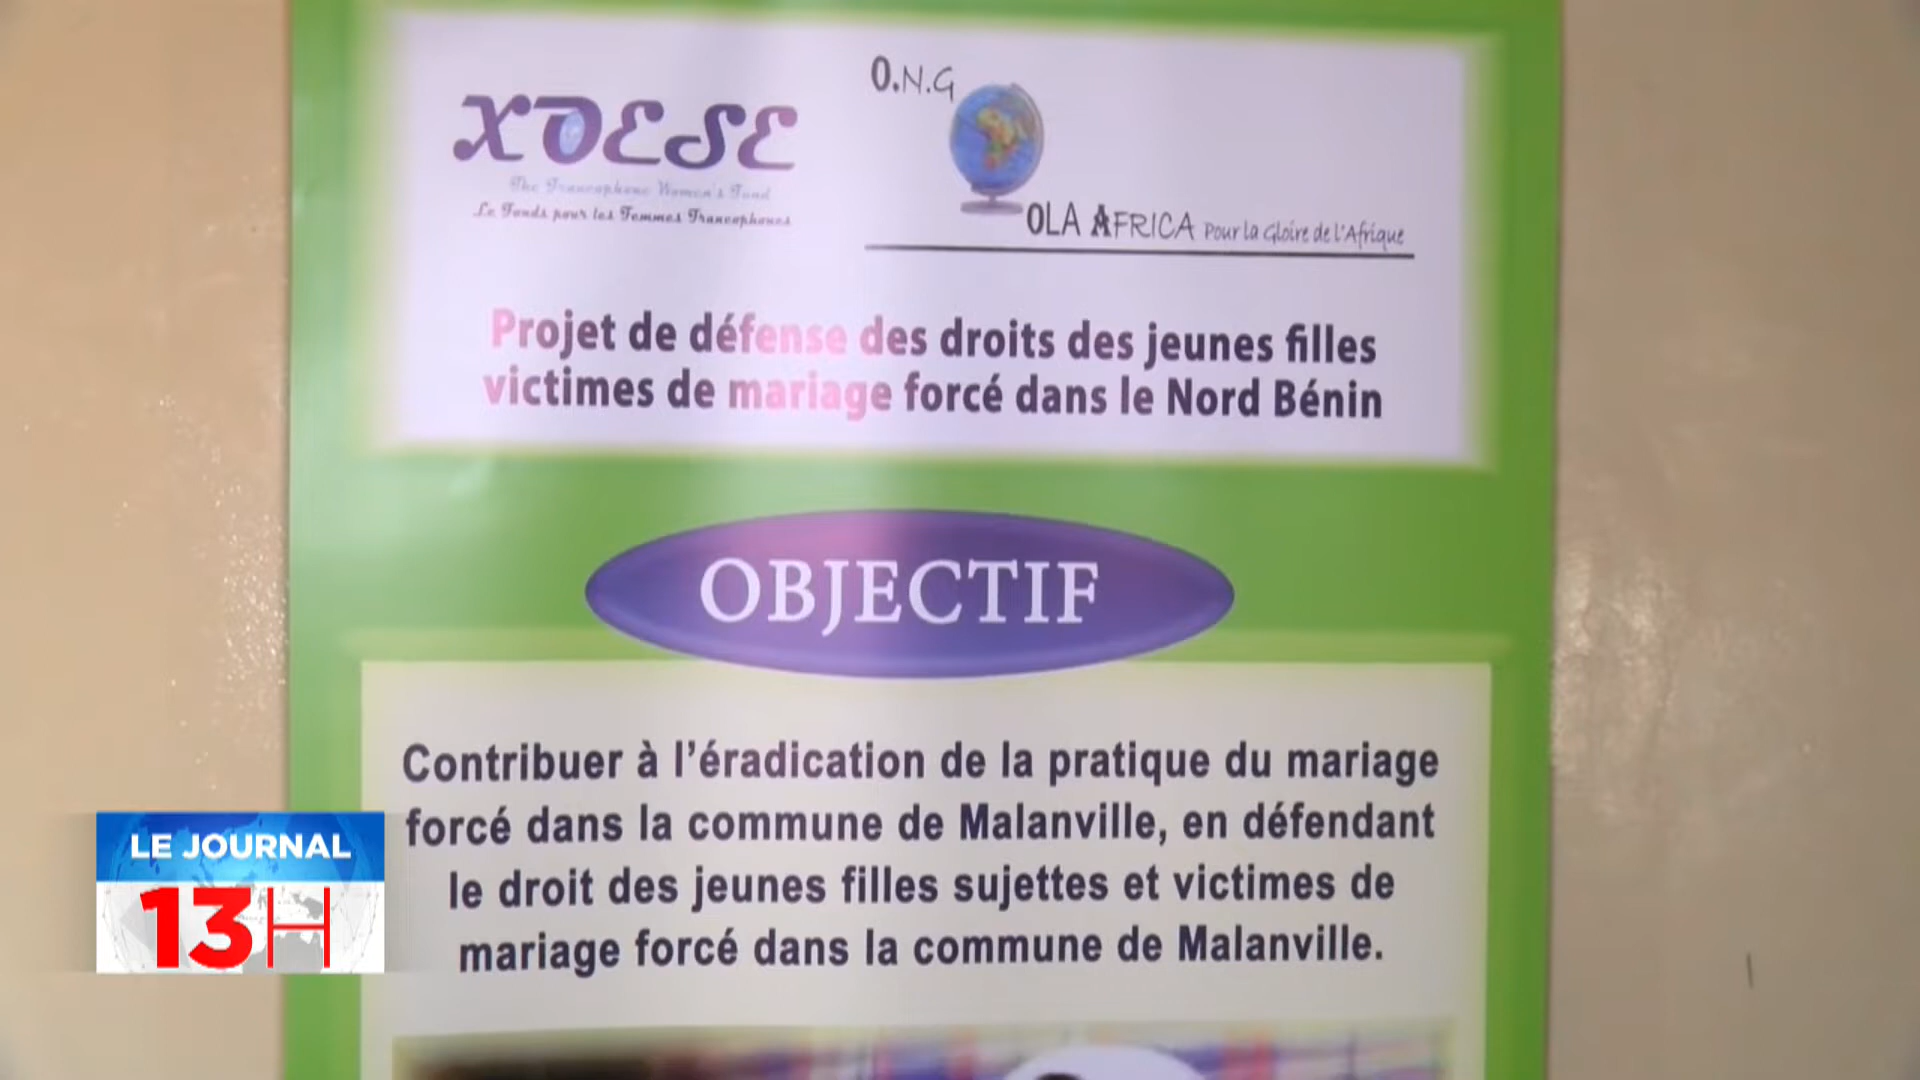 XOESE
The Francophone Women's Fund
Le Fonds pour les Femmes Francophones
O.N.G
OLA AFRICA Pour la Gloire de l'Afrique
Projet de défense des droits des jeunes filles
victimes de mariage forcé dans le Nord Bénin
OBJECTIF
Contribuer à l'éradication de la pratique du mariage
forcé dans la commune de Malanville, en défendant
le droit des jeunes filles sujettes et victimes de
mariage forcé dans la commune de Malanville.
LE JOURNAL
13H